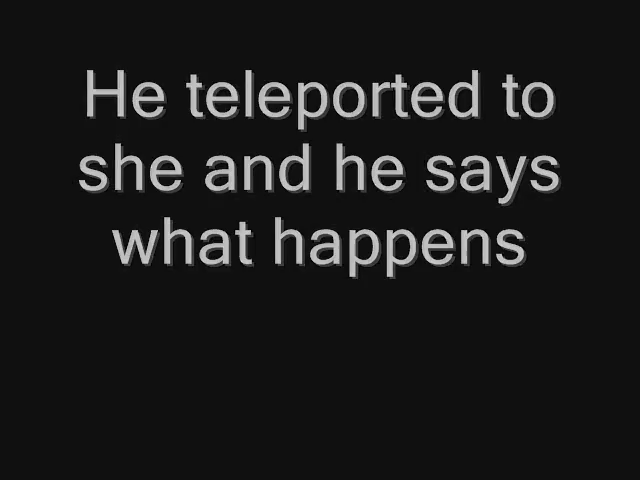 He teleported to
she and he says
what happens